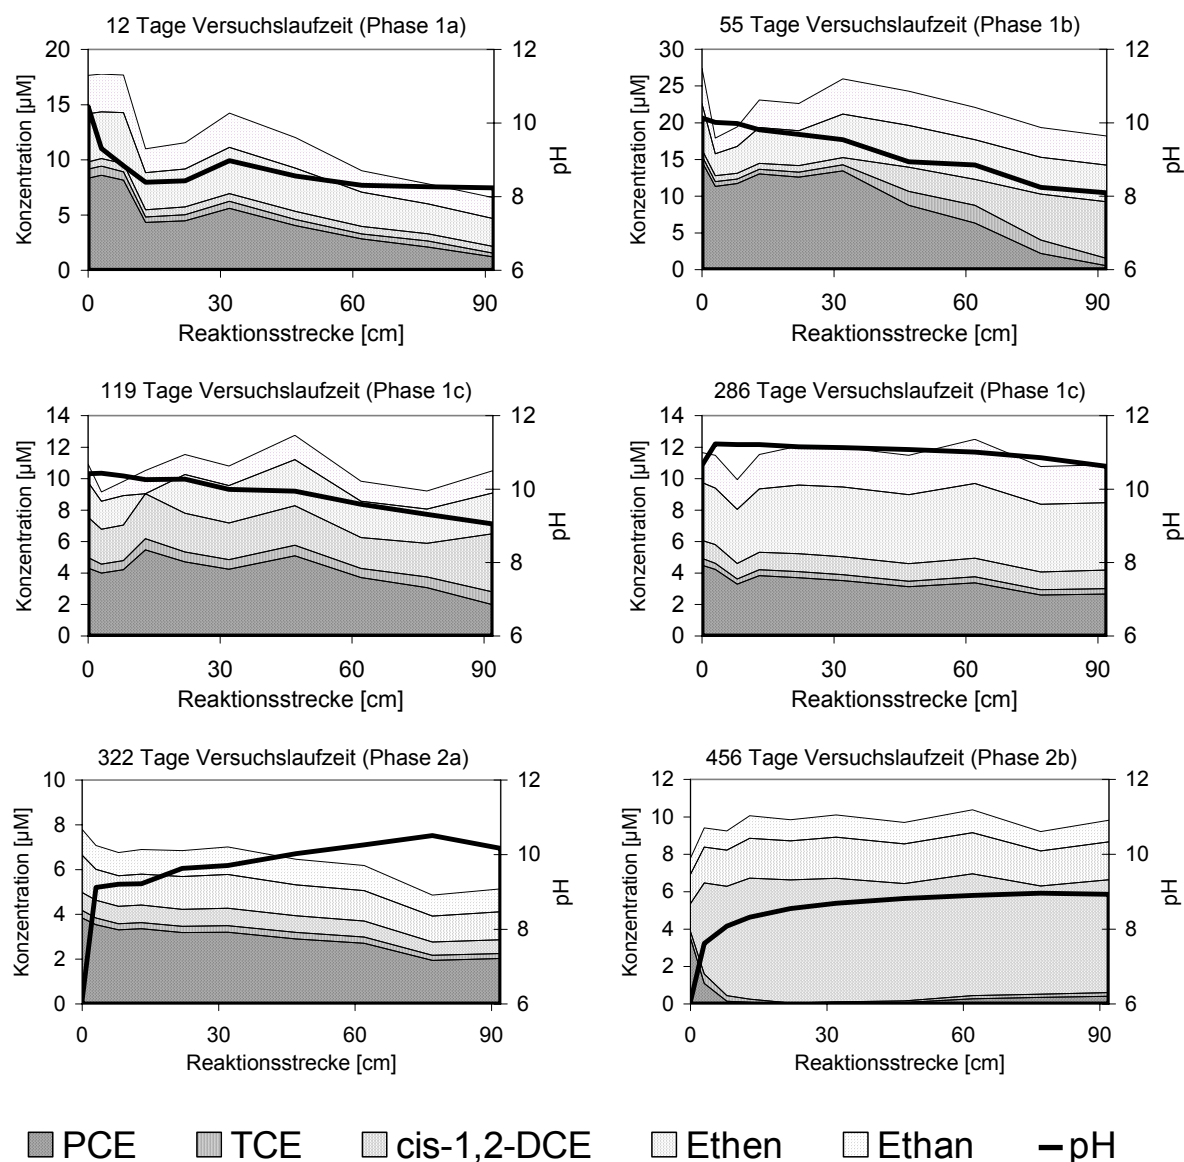 12 Tage Versuchslaufzeit (Phase 1a)
20
15
10
5
0
Konzentration [µM]
12
10
8
6
pH
0 30 60 90
Reaktionsstrecke [cm]
55 Tage Versuchslaufzeit (Phase 1b)
30
25
20
15
10
5
0
Konzentration [µM]
12
10
8
6
pH
0 30 60 90
Reaktionsstrecke [cm]
119 Tage Versuchslaufzeit (Phase 1c)
14
12
10
8
6
4
2
0
Konzentration [µM]
12
10
8
6
pH
0 30 60 90
Reaktionsstrecke [cm]
286 Tage Versuchslaufzeit (Phase 1c)
14
12
10
8
6
4
2
0
Konzentration [µM]
12
10
8
6
pH
0 30 60 90
Reaktionsstrecke [cm]
322 Tage Versuchslaufzeit (Phase 2a)
10
8
6
4
2
0
Konzentration [µM]
12
10
8
6
pH
0 30 60 90
Reaktionsstrecke [cm]
456 Tage Versuchslaufzeit (Phase 2b)
12
10
8
6
4
2
0
Konzentration [µM]
12
10
8
6
pH
0 30 60 90
Reaktionsstrecke [cm]
PCE TCE cis-1,2-DCE Ethen Ethan pH